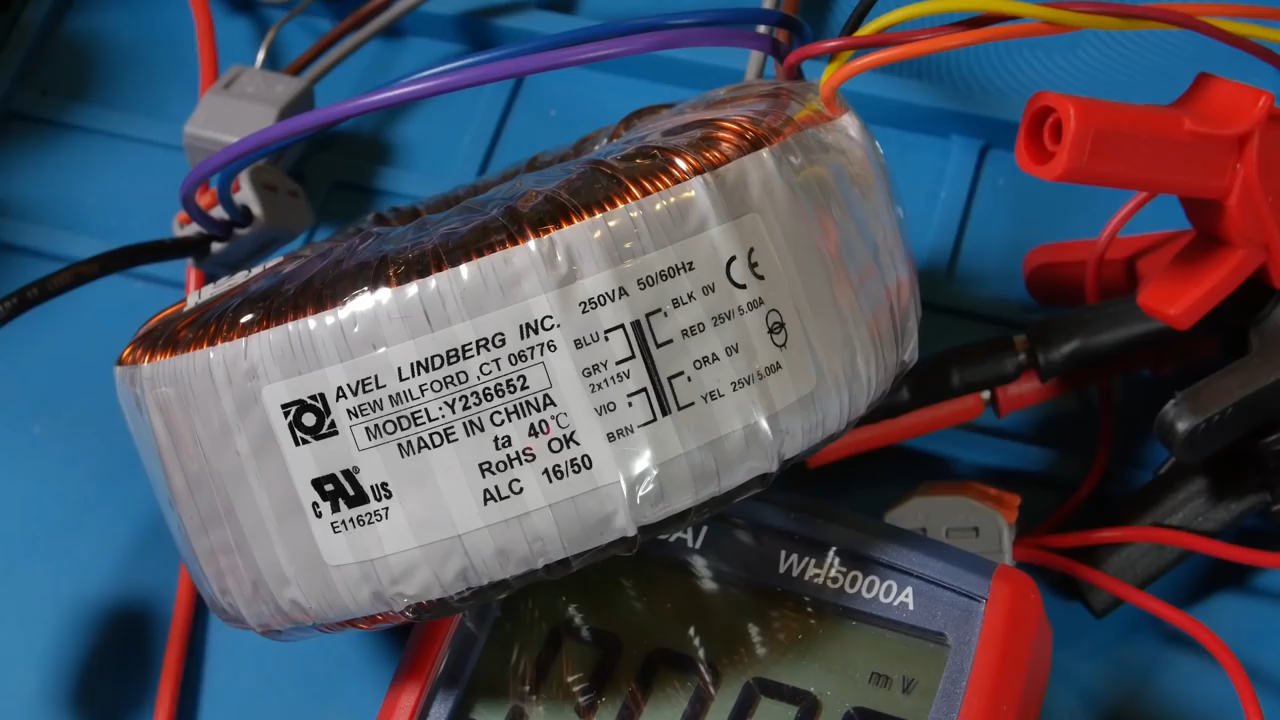 AVEL LINDBERG INC.
NEW MILFORD ,CT 06776
MODEL:Y236652
MADE IN CHINA
ta 40℃
RoHS OK
ALC 16/50
c RU ® US
E116257
250VA 50/60Hz
CE
BLU
GRY
2x115V
VIO
BRN
BLK 0V
RED 25V/ 5.00A
ORA 0V
YEL 25V/ 5.00A
WH5000A
mV